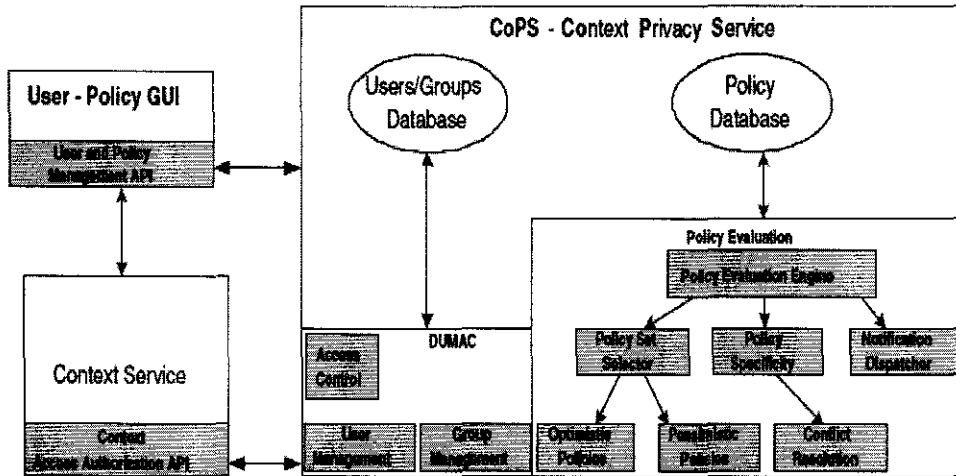 CoPS - Context Privacy Service
Users/Groups
Database
Policy
Database
User - Policy GUI
User and Policy
Management API
Policy Evaluation
Policy Evaluation Engine
DUMAC
Access
Control
Policy Set
Selector
Policy
Specificity
Notification
Dispatcher
Context Service
Context
Access Authorization API
User
Management
Group
Management
Optimistic
Policies
Pessimistic
Policies
Conflict
Resolution